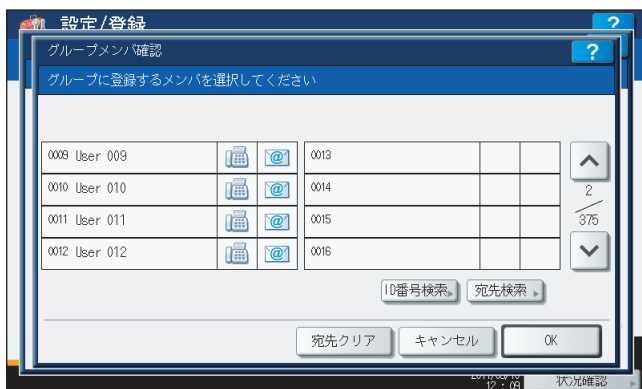 設定/登録
?
グループメンバ確認
?
グループに登録するメンバを選択してください
0009 User 009
0013
0010 User 010
0014
2
0011 User 011
0015
375
0012 User 012
0016
ID番号検索
宛先検索
宛先クリア
キャンセル
OK
12:09
状況確認